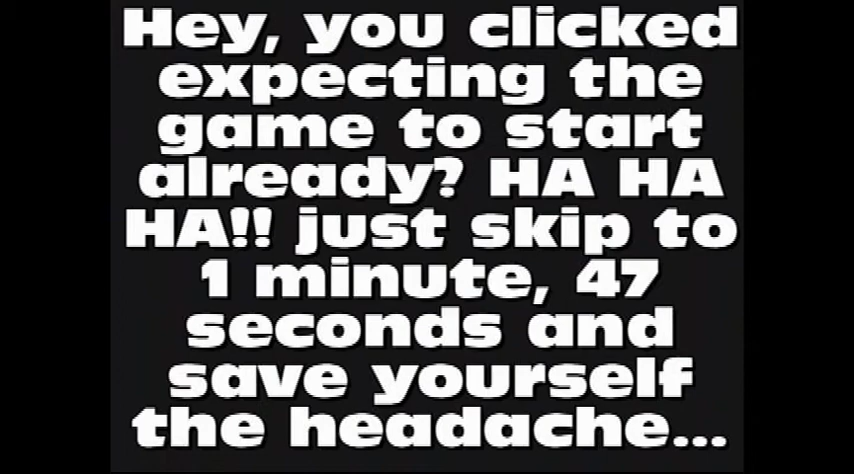 Hey, you clicked
expecting the
game to start
already? HA HA
HA!! just skip to
1 minute, 47
seconds and
save yourself
the headache...